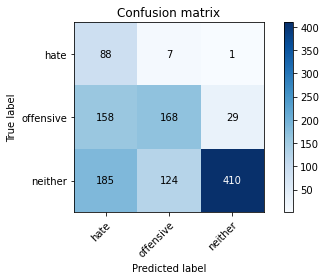 Confusion matrix
hate 88 7 1
offensive 158 168 29
neither 185 124 410
True label
hate offensive neither
Predicted label
400
350
300
250
200
150
100
50